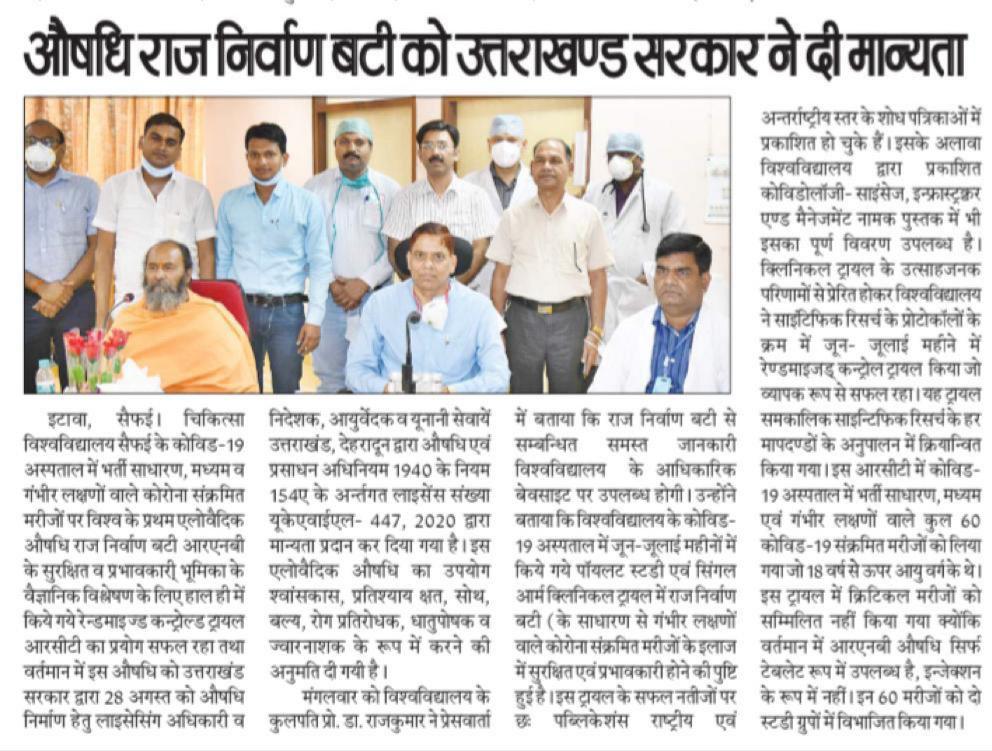 औषधि राज निर्वाण बटी को उत्तराखण्ड सरकार ने दी मान्यता
इटावा, सैफई। चिकित्सा
विश्वविद्यालय सैफई के कोविड-19
अस्पताल में भर्ती साधारण, मध्यम व
गंभीर लक्षणों वाले कोरोना संक्रमित
मरीजों पर विश्व के प्रथम एलोवैदिक
औषधि राज निर्वाण बटी आरएनबी
के सुरक्षित व प्रभावकारी भूमिका के
वैज्ञानिक विश्लेषण के लिए हाल ही में
किये गये रेन्डमाइज्ड कन्ट्रोल्ड ट्रायल
आरसीटी का प्रयोग सफल रहा तथा
वर्तमान में इस औषधि को उत्तराखंड
सरकार द्वारा 28 अगस्त को औषधि
निर्माण हेतु लाइसेसिंग अधिकारी व
निदेशक, आयुर्वेदक व यूनानी सेवायें
उत्तराखंड, देहरादून द्वारा औषधि एवं
प्रसाधन अधिनियम 1940 के नियम
154ए के अर्न्तगत लाइसेंस संख्या
यूकेएवाईएल- 447, 2020 द्वारा
मान्यता प्रदान कर दिया गया है। इस
एलोवैदिक औषधि का उपयोग
श्वांसकास, प्रतिश्याय क्षत, सोथ,
बल्य, रोग प्रतिरोधक, धातुपोषक व
ज्वारनाशक के रूप में करने की
अनुमति दी गयी है।
मंगलवार को विश्वविद्यालय के
कुलपति प्रो. डा. राजकुमार ने प्रेसवार्ता
में बताया कि राज निर्वाण बटी से
सम्बन्धित समस्त जानकारी
विश्वविद्यालय के आधिकारिक
बेवसाइट पर उपलब्ध होगी। उन्होंने
बताया कि विश्वविद्यालय के कोविड-
19 अस्पताल में जून-जूलाई महीनों में
किये गये पॉयलट स्टडी एवं सिंगल
आर्म क्लिनिकल ट्रायल में राज निर्वाण
बटी (के साधारण से गंभीर लक्षणों
वाले कोरोना संक्रमित मरीजों के इलाज
में सुरक्षित एवं प्रभावकारी होने की पुष्टि
हुई है। इस ट्रायल के सफल नतीजों पर
छः पब्लिकेशंस राष्ट्रीय एवं
अन्तर्राष्ट्रीय स्तर के शोध पत्रिकाओं में
प्रकाशित हो चुके हैं। इसके अलावा
विश्वविद्यालय द्वारा प्रकाशित
कोविडोलॉजी- साइंसेज, इन्फ्रास्ट्रक्चर
एण्ड मैनेजमेंट नामक पुस्तक में भी
इसका पूर्ण विवरण उपलब्ध है।
क्लिनिकल ट्रायल के उत्साहजनक
परिणामों से प्रेरित होकर विश्वविद्यालय
ने साइंटिफिक रिसर्च के प्रोटोकॉलों के
क्रम में जून- जूलाई महीने में
रेण्डमाइजड् कन्ट्रोल ट्रायल किया जो
व्यापक रूप से सफल रहा। यह ट्रायल
समकालिक साइन्टिफिक रिसर्च के हर
मापदण्डों के अनुपालन में क्रियान्वित
किया गया। इस आरसीटी में कोविड-
19 अस्पताल में भर्ती साधारण, मध्यम
एवं गंभीर लक्षणों वाले कुल 60
कोविड-19 संक्रमित मरीजों को लिया
गया जो 18 वर्ष से ऊपर आयु वर्ग के थे।
इस ट्रायल में क्रिटिकल मरीजों को
सम्मिलित नहीं किया गया क्योंकि
वर्तमान में आरएनबी औषधि सिर्फ
टेबलेट रूप में उपलब्ध है, इन्जेक्शन
के रूप में नहीं। इन 60 मरीजों को दो
स्टडी ग्रुपों में विभाजित किया गया।